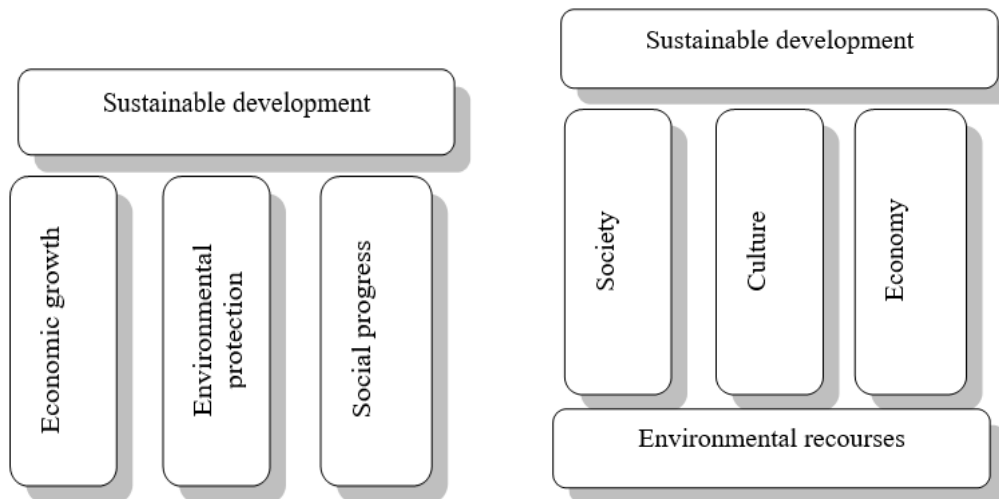 Sustainable development
Economic growth
Environmental
protection
Social progress
Sustainable development
Society
Culture
Economy
Environmental recourses